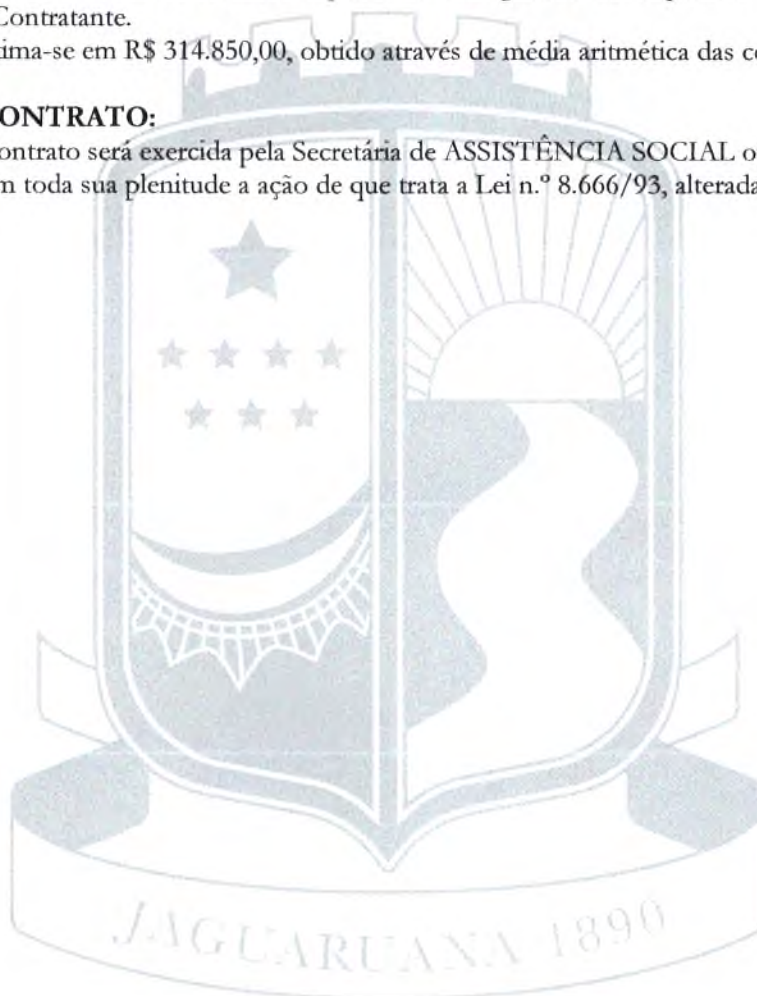 Contratante.
tima-se em R$ 314.850,00, obtido através de média aritmética das c
ONTRATO:
ontrato será exercida pela Secretária de ASSISTÊNCIA SOCIAL o
m toda sua plenitude a ação de que trata a Lei n.º 8.666/93, alterada
JAGUARUANA 1890